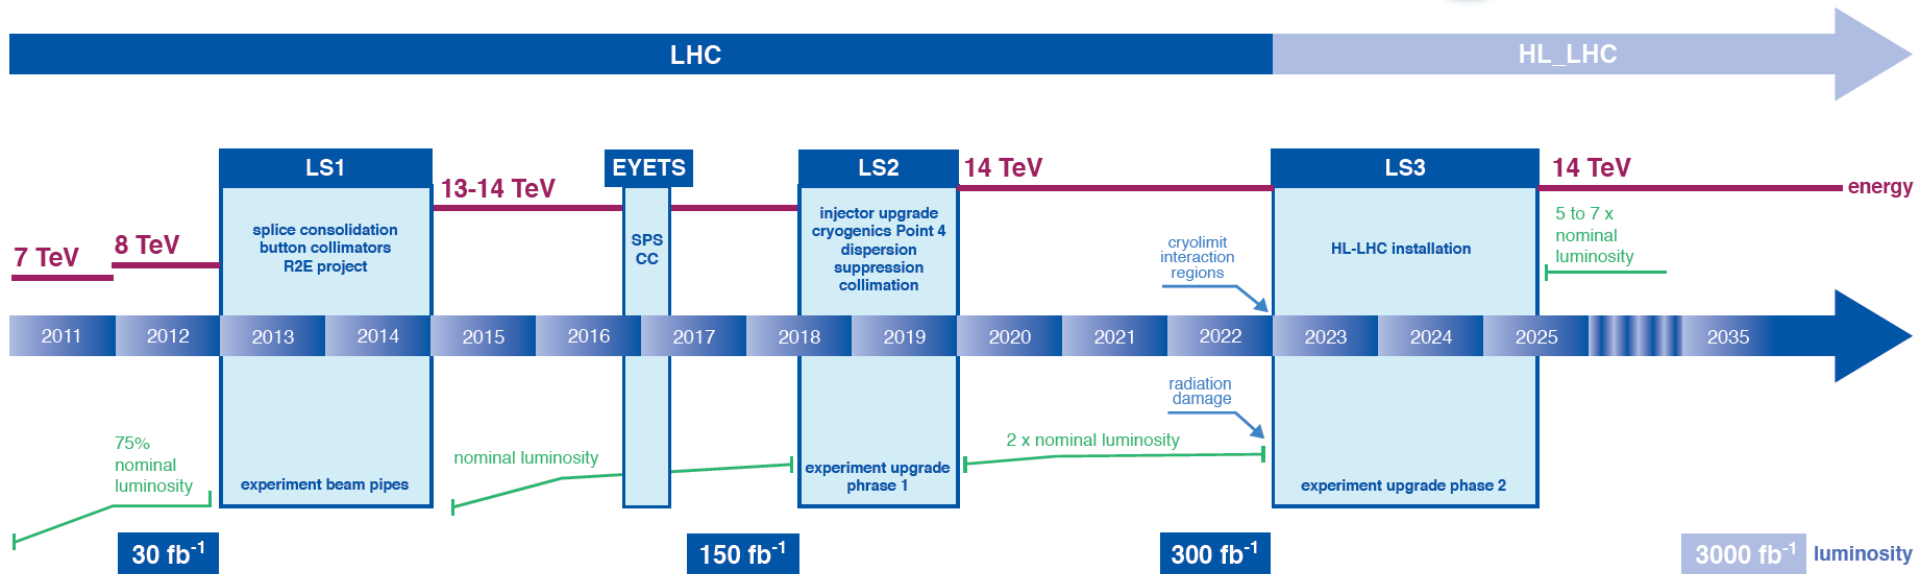 LHC
HL_LHC
LS1
EYETS
LS2
14 TeV
LS3
14 TeV
13-14 TeV
energy
7 TeV
8 TeV
splice consolidation
button collimators
R2E project
SPS
CC
injector upgrade
cryogenics Point 4
dispersion
suppression
collimation
cryolimit
interaction
regions
HL-LHC installation
5 to 7 x
nominal
luminosity
2011
2012
2013
2014
2015
2016
2017
2018
2019
2020
2021
2022
2023
2024
2025
2035
75%
nominal
luminosity
experiment beam pipes
nominal luminosity
experiment upgrade
phrase 1
2 x nominal luminosity
radiation
damage
experiment upgrade phase 2
30 fb⁻¹
150 fb⁻¹
300 fb⁻¹
3000 fb⁻¹
luminosity